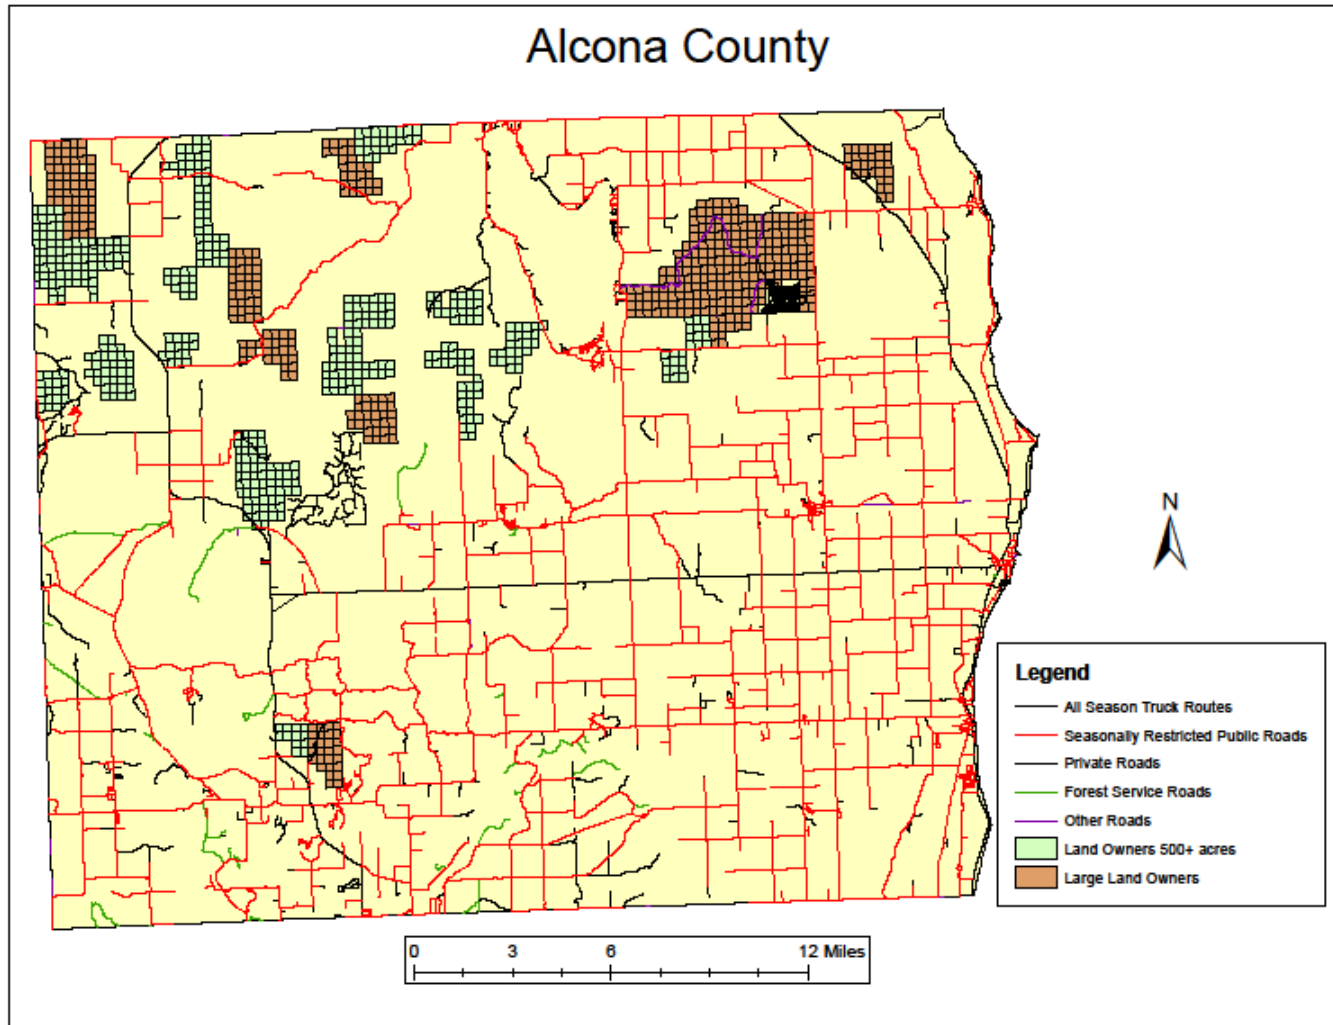 Alcona County
N
Legend
All Season Truck Routes
Seasonally Restricted Public Roads
Private Roads
Forest Service Roads
Other Roads
Land Owners 500+ acres
Large Land Owners
0 3 6 12 Miles